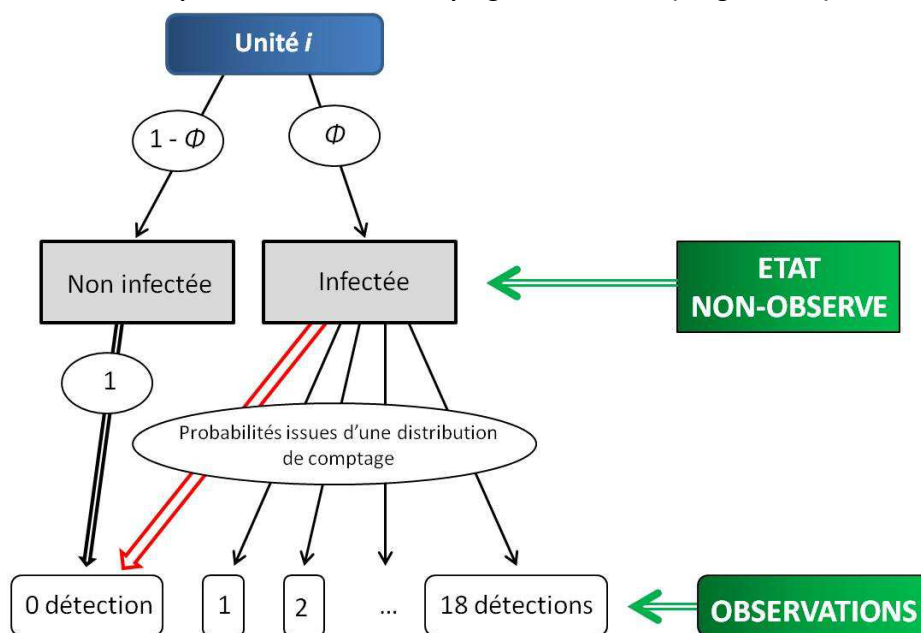 Unité i
1 - Φ
Φ
Non infectée
Infectée
ETAT
NON-OBSERVE
1
Probabilités issues d'une distribution
de comptage
0 détection
1
2
...
18 détections
OBSERVATIONS